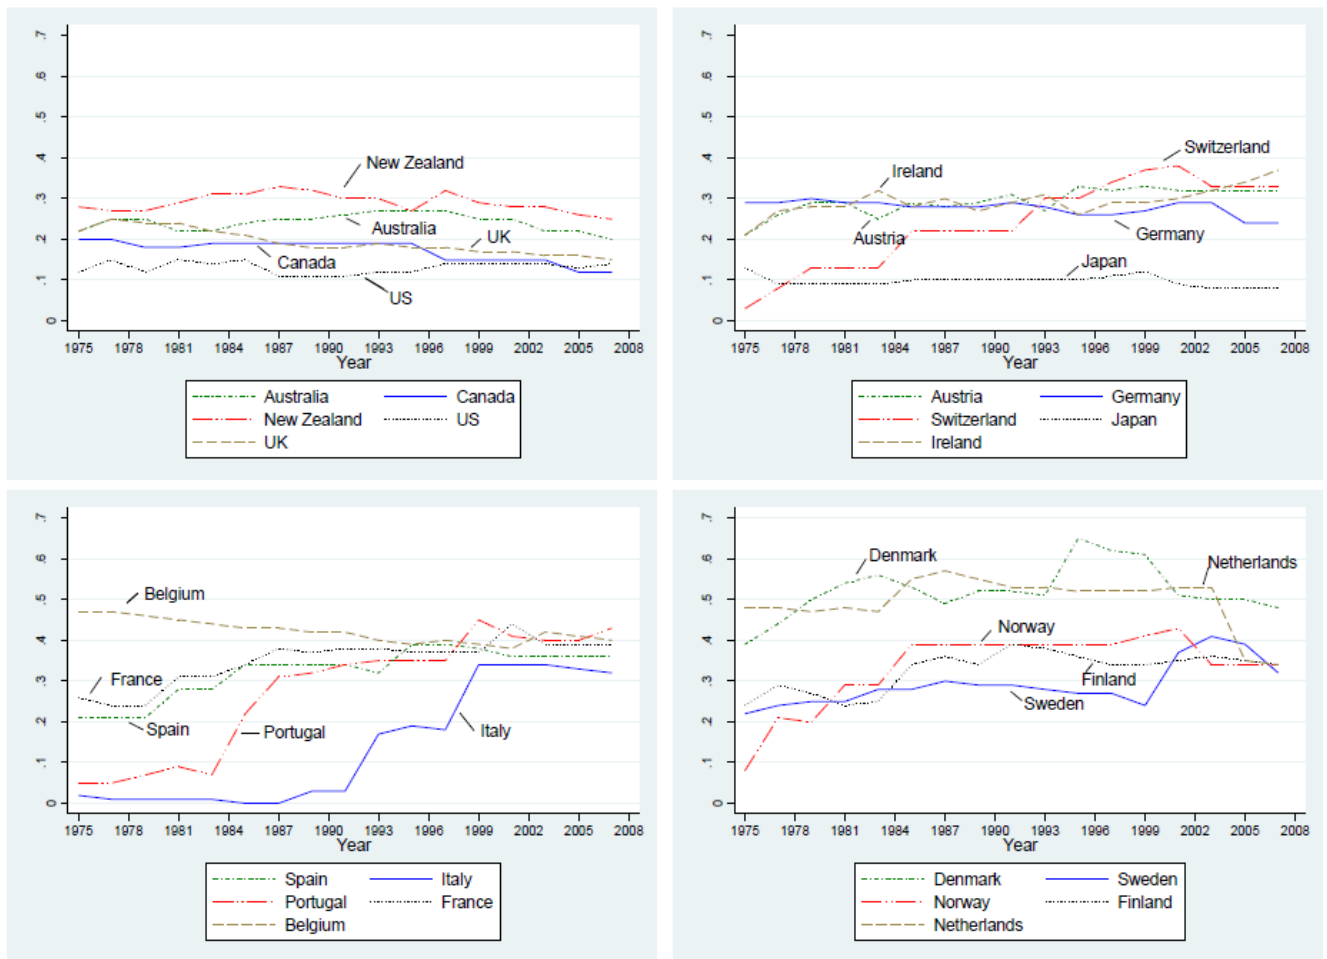 .7
.6
.5
.4
.3
.2
.1
0
New Zealand
Australia
UK
Canada
US
1975 1978 1981 1984 1987 1990 1993 1996 1999 2002 2005 2008
Year
Australia Canada
New Zealand US
UK
.7
.6
.5
.4
.3
.2
.1
0
Switzerland
Ireland
Austria
Germany
Japan
1975 1978 1981 1984 1987 1990 1993 1996 1999 2002 2005 2008
Year
Austria Germany
Switzerland Japan
Ireland
.7
.6
.5
.4
.3
.2
.1
0
Belgium
France
Spain
Portugal
Italy
1975 1978 1981 1984 1987 1990 1993 1996 1999 2002 2005 2008
Year
Spain Italy
Portugal France
Belgium
.7
.6
.5
.4
.3
.2
.1
0
Denmark
Netherlands
Norway
Finland
Sweden
1975 1978 1981 1984 1987 1990 1993 1996 1999 2002 2005 2008
Year
Denmark Sweden
Norway Finland
Netherlands